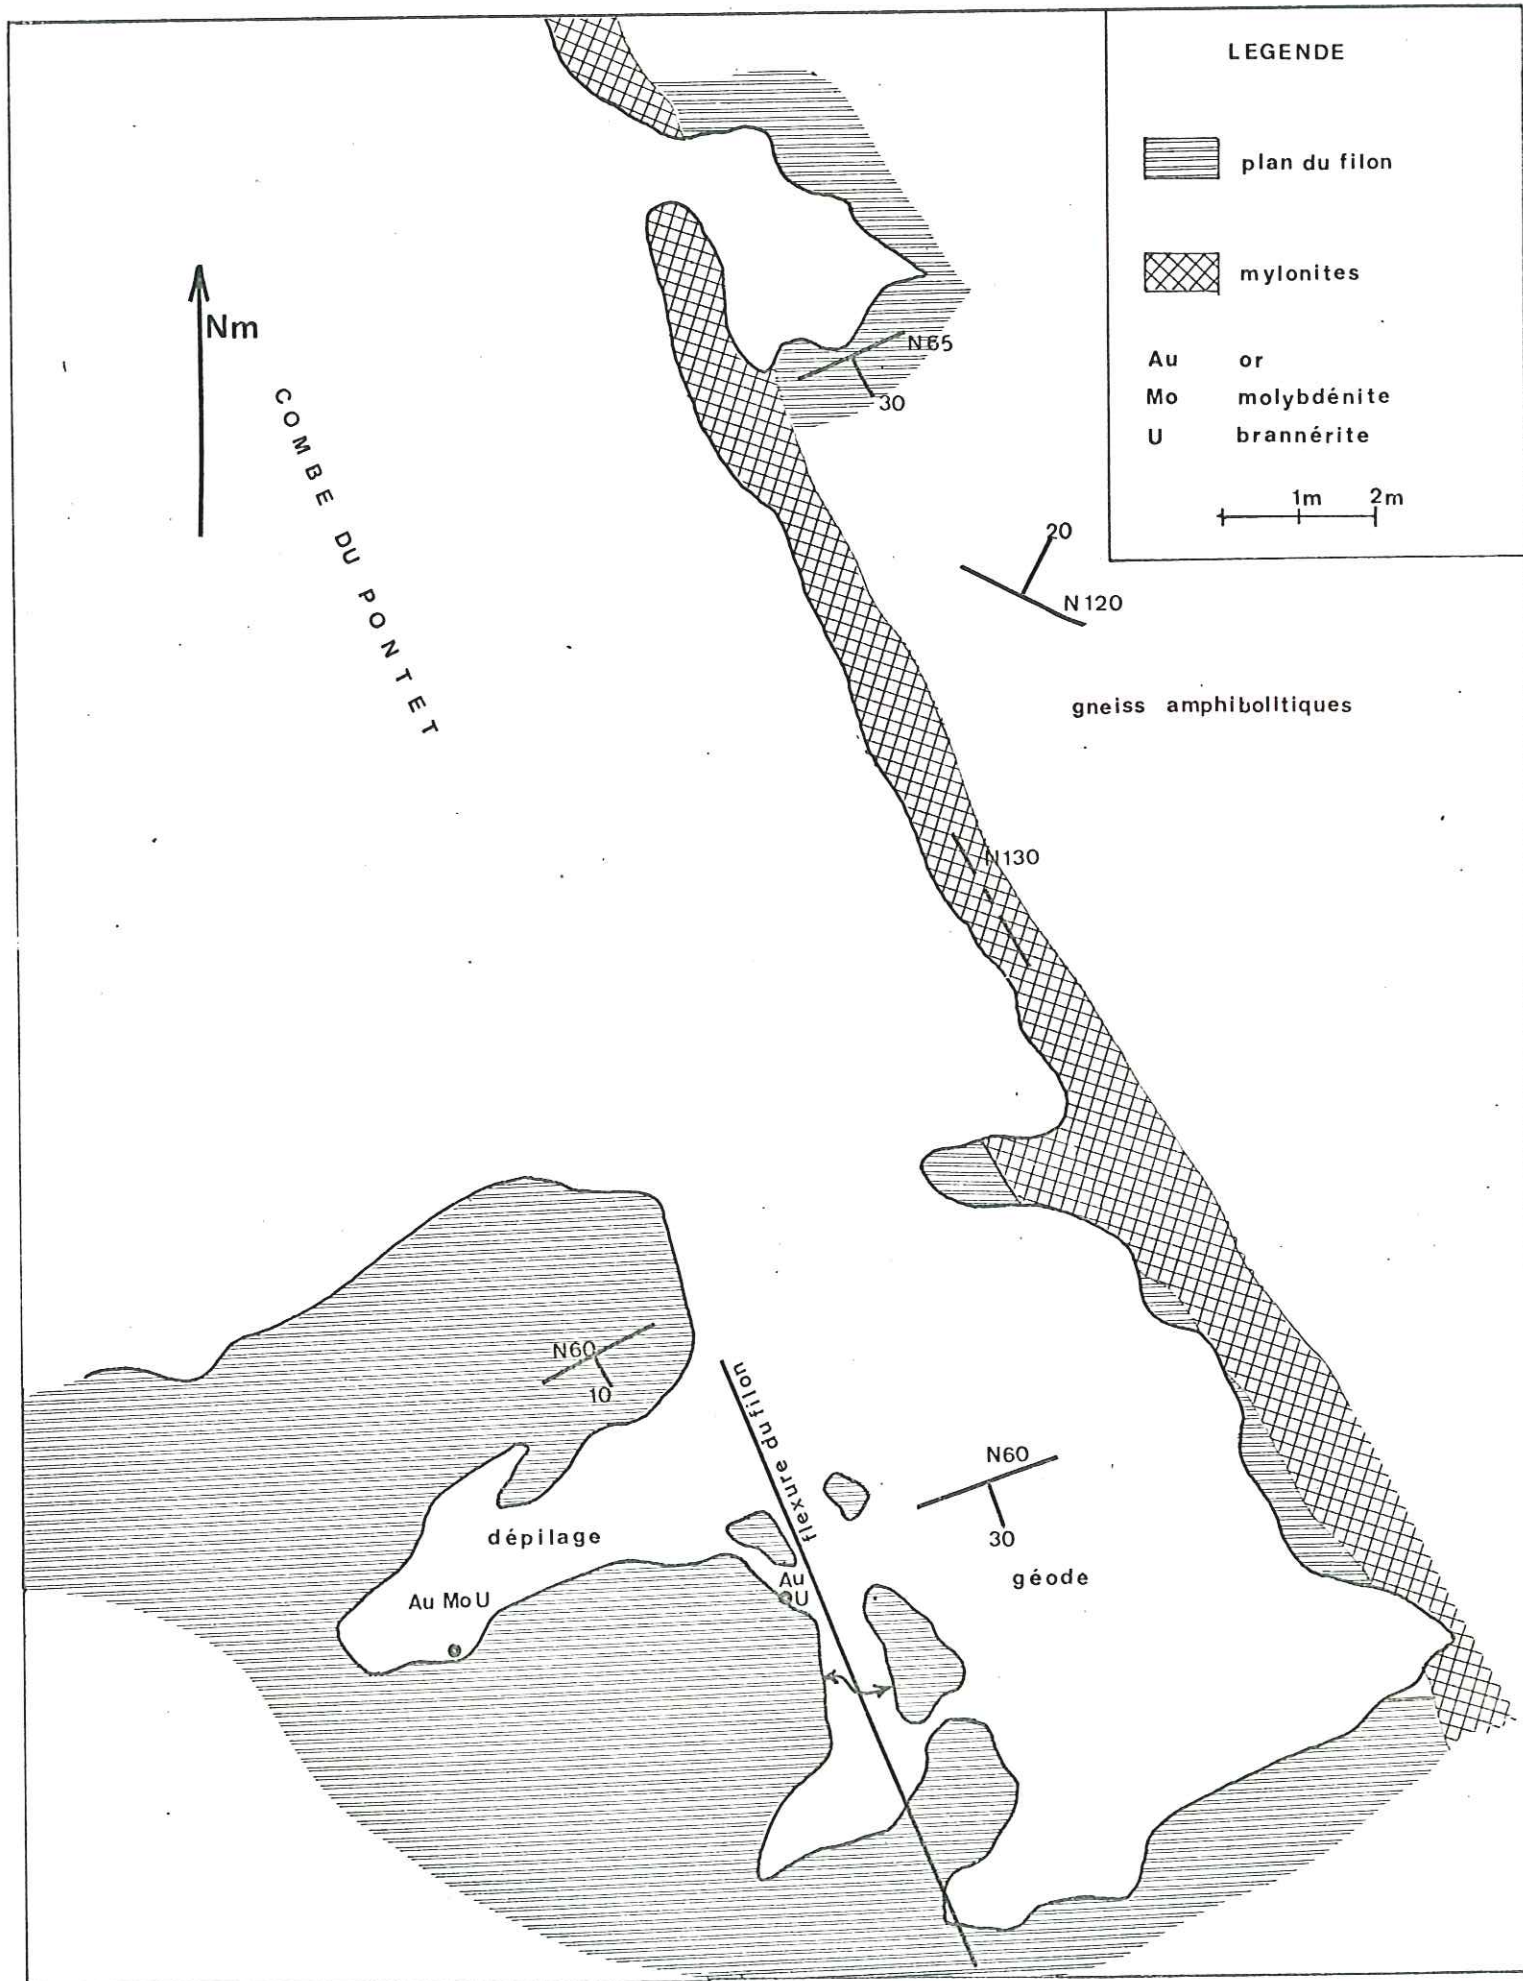 LEGENDE
plan du filon
mylonites
Au or
Mo molybdénite
U brannérite
1m 2m
Nm
COMBE DU PONTET
N65
30
20
N120
gneiss amphibolitiques
N130
N60
10
flexure du filon
N60
30
dépilage
géode
Au
U
Au Mo U